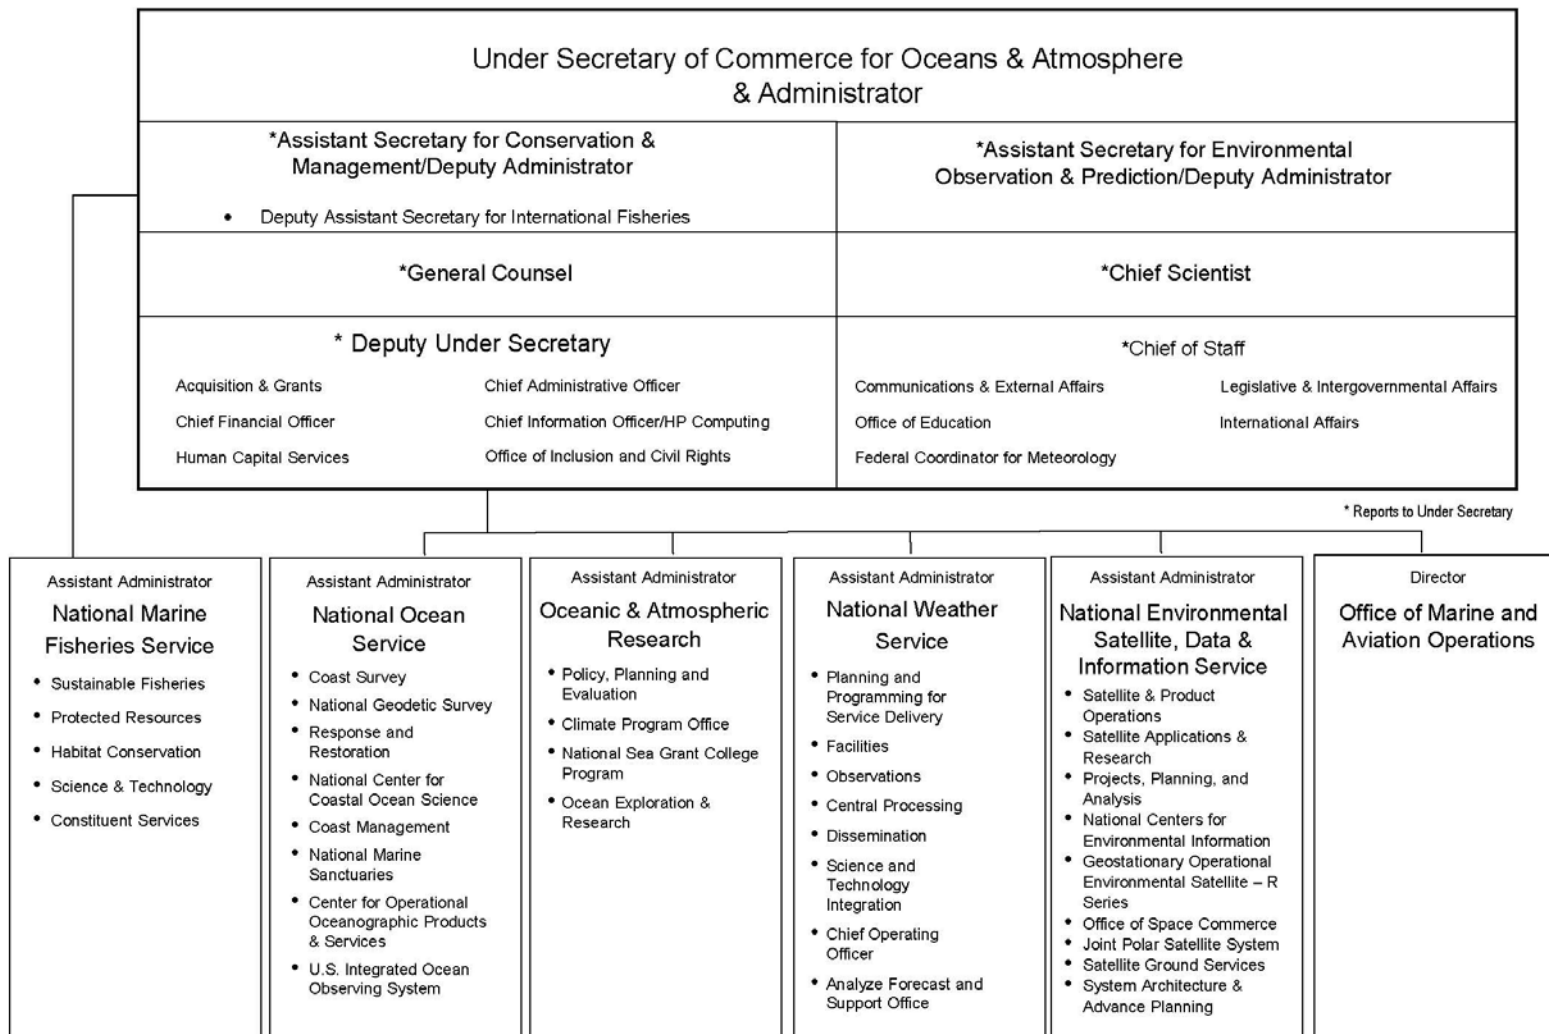 Under Secretary of Commerce for Oceans & Atmosphere
& Administrator
*Assistant Secretary for Conservation &
Management/Deputy Administrator
• Deputy Assistant Secretary for International Fisheries
*Assistant Secretary for Environmental
Observation & Prediction/Deputy Administrator
*General Counsel
*Chief Scientist
* Deputy Under Secretary
Acquisition & Grants
Chief Administrative Officer
Chief Financial Officer
Chief Information Officer/HP Computing
Human Capital Services
Office of Inclusion and Civil Rights
*Chief of Staff
Communications & External Affairs
Legislative & Intergovernmental Affairs
Office of Education
International Affairs
Federal Coordinator for Meteorology
* Reports to Under Secretary
Assistant Administrator
National Marine
Fisheries Service
• Sustainable Fisheries
• Protected Resources
• Habitat Conservation
• Science & Technology
• Constituent Services
Assistant Administrator
National Ocean
Service
• Coast Survey
• National Geodetic Survey
• Response and
Restoration
• National Center for
Coastal Ocean Science
• Coast Management
• National Marine
Sanctuaries
• Center for Operational
Oceanographic Products
& Services
• U.S. Integrated Ocean
Observing System
Assistant Administrator
Oceanic & Atmospheric
Research
• Policy, Planning and
Evaluation
• Climate Program Office
• National Sea Grant College
Program
• Ocean Exploration &
Research
Assistant Administrator
National Weather
Service
• Planning and
Programming for
Service Delivery
• Facilities
• Observations
• Central Processing
• Dissemination
• Science and
Technology
Integration
• Chief Operating
Officer
• Analyze Forecast and
Support Office
Assistant Administrator
National Environmental
Satellite, Data &
Information Service
• Satellite & Product
Operations
• Satellite Applications &
Research
• Projects, Planning, and
Analysis
• National Centers for
Environmental Information
• Geostationary Operational
Environmental Satellite – R
Series
• Office of Space Commerce
• Joint Polar Satellite System
• Satellite Ground Services
• System Architecture &
Advance Planning
Director
Office of Marine and
Aviation Operations